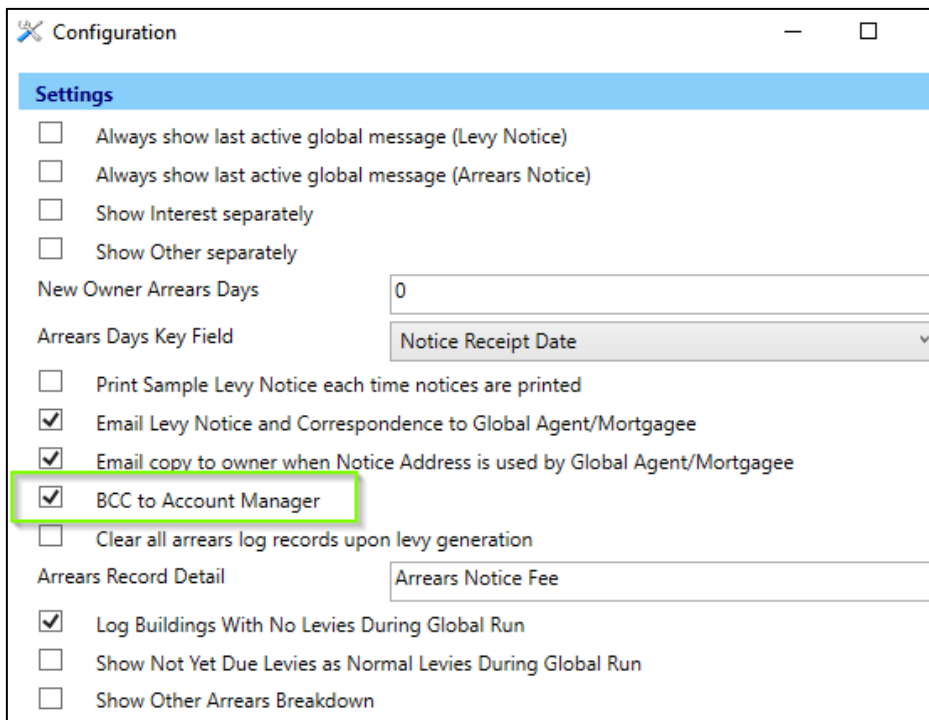 Configuration
Settings
Always show last active global message (Levy Notice)
Always show last active global message (Arrears Notice)
Show Interest separately
Show Other separately
New Owner Arrears Days 0
Arrears Days Key Field Notice Receipt Date
Print Sample Levy Notice each time notices are printed
Email Levy Notice and Correspondence to Global Agent/Mortgagee
Email copy to owner when Notice Address is used by Global Agent/Mortgagee
BCC to Account Manager
Clear all arrears log records upon levy generation
Arrears Record Detail Arrears Notice Fee
Log Buildings With No Levies During Global Run
Show Not Yet Due Levies as Normal Levies During Global Run
Show Other Arrears Breakdown